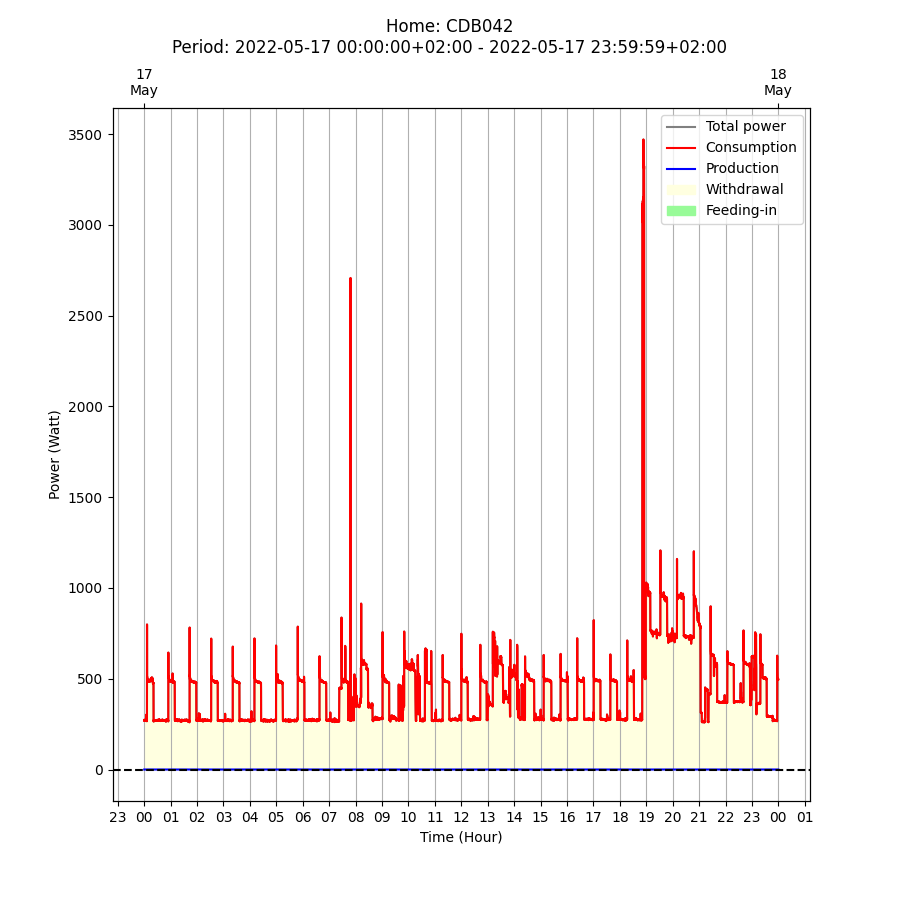 Home: CDB042
Period: 2022-05-17 00:00:00+02:00 - 2022-05-17 23:59:59+02:00
17 18
May May
Total power
Consumption
Production
Withdrawal
Feeding-in
3500
3000
2500
2000
1500
1000
500
0
Power (Watt)
23 00 01 02 03 04 05 06 07 08 09 10 11 12 13 14 15 16 17 18 19 20 21 22 23 00 01
Time (Hour)